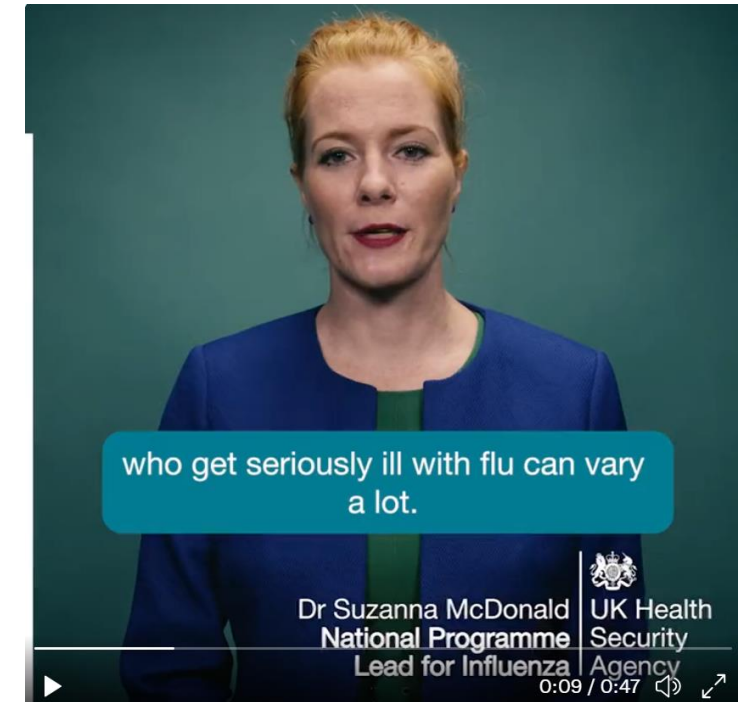 who get seriously ill with flu can vary
a lot.
Dr Suzanna McDonald
National Programme
Lead for Influenza
UK Health
Security
Agency
0:09 / 0:47